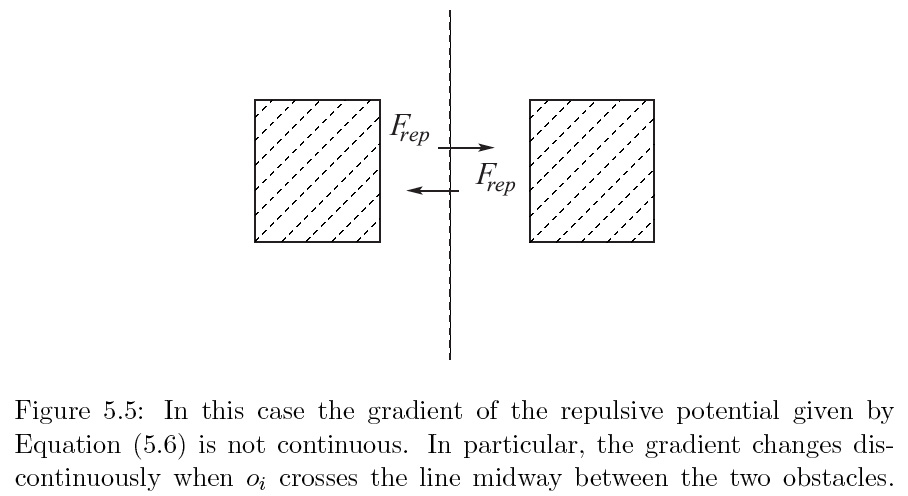 F_rep
F_rep
Figure 5.5: In this case the gradient of the repulsive potential given by
Equation (5.6) is not continuous. In particular, the gradient changes dis-
continuously when o_i crosses the line midway between the two obstacles.